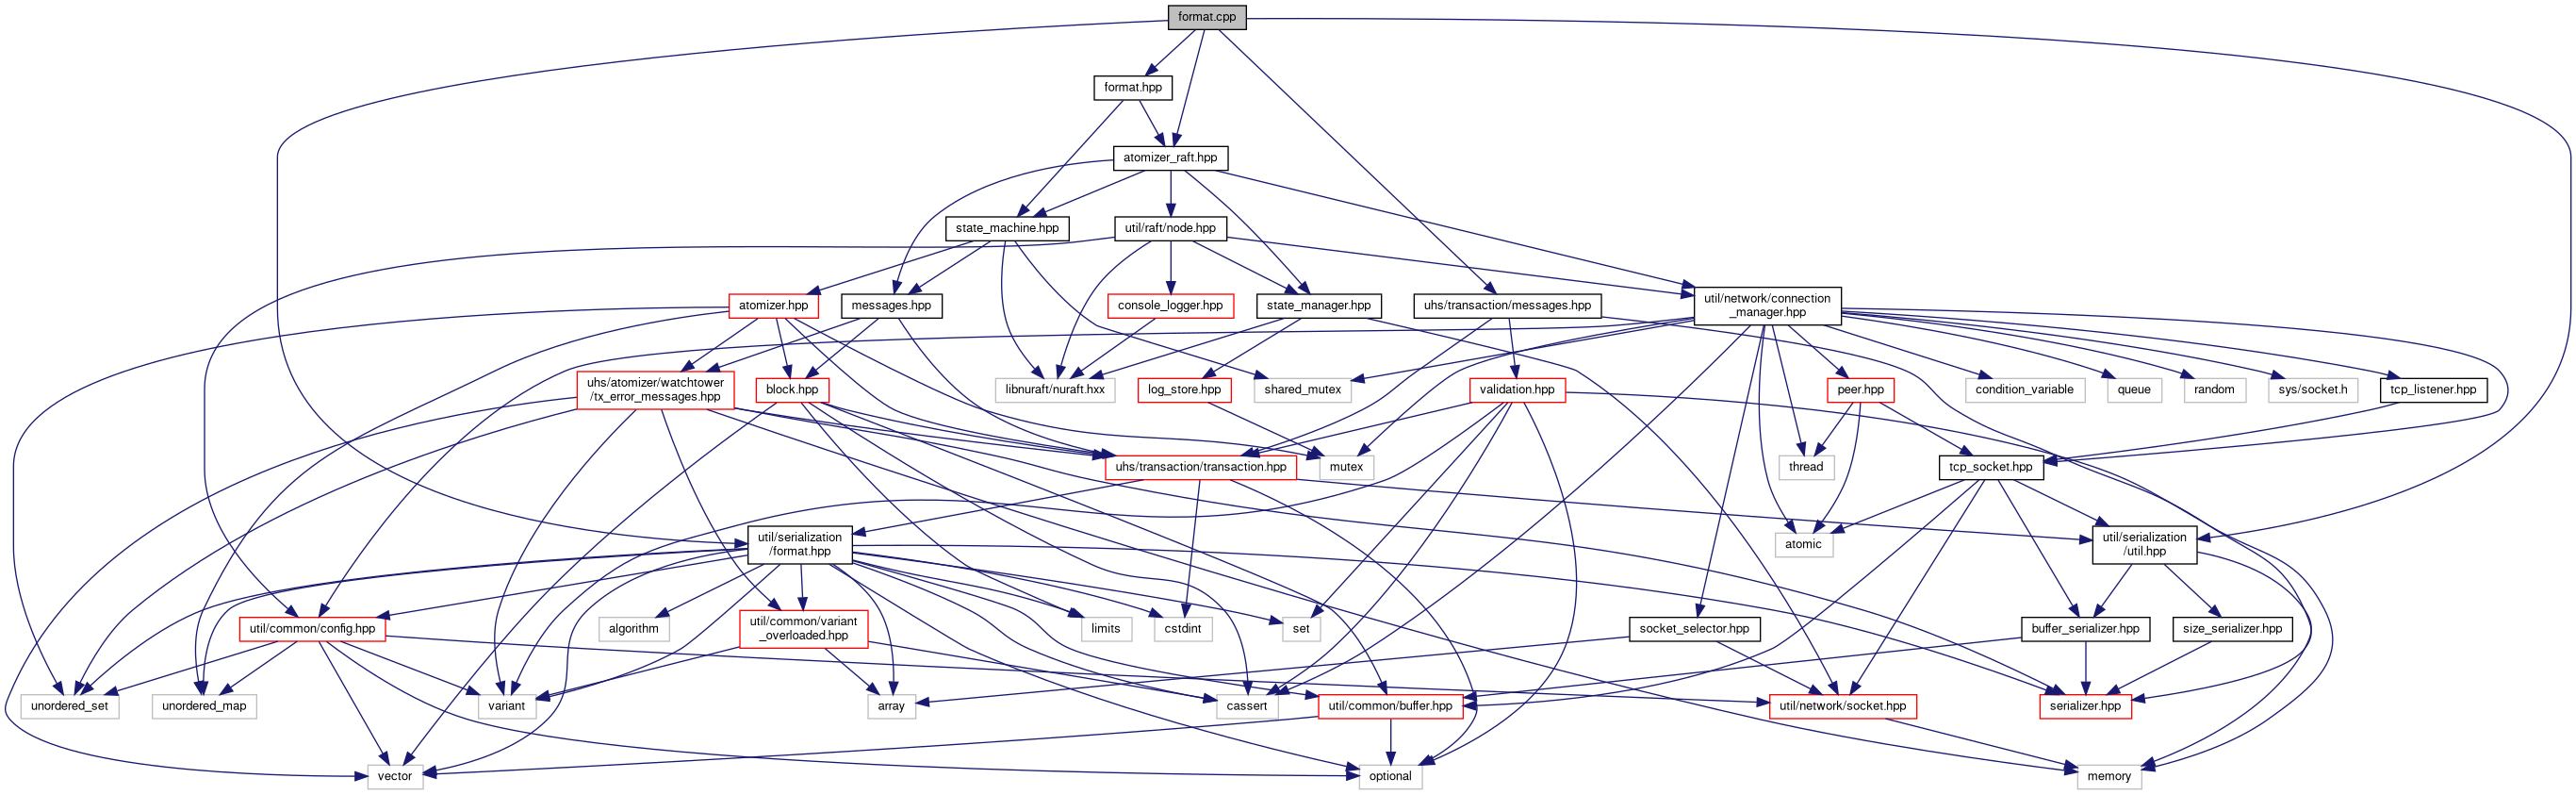 format.cpp
format.hpp
atomizer_raft.hpp
state_machine.hpp
util/raft/node.hpp
atomizer.hpp
messages.hpp
console_logger.hpp
state_manager.hpp
uhs/transaction/messages.hpp
util/network/connection
_manager.hpp
uhs/atomizer/watchtower
/tx_error_messages.hpp
block.hpp
libnuraft/nuraft.hxx
log_store.hpp
shared_mutex
validation.hpp
peer.hpp
condition_variable
queue
random
sys/socket.h
tcp_listener.hpp
uhs/transaction/transaction.hpp
mutex
thread
tcp_socket.hpp
util/serialization
/format.hpp
atomic
util/serialization
/util.hpp
util/common/config.hpp
algorithm
util/common/variant
_overloaded.hpp
limits
cstdint
set
socket_selector.hpp
buffer_serializer.hpp
size_serializer.hpp
unordered_set
unordered_map
variant
array
cassert
util/common/buffer.hpp
util/network/socket.hpp
serializer.hpp
vector
optional
memory